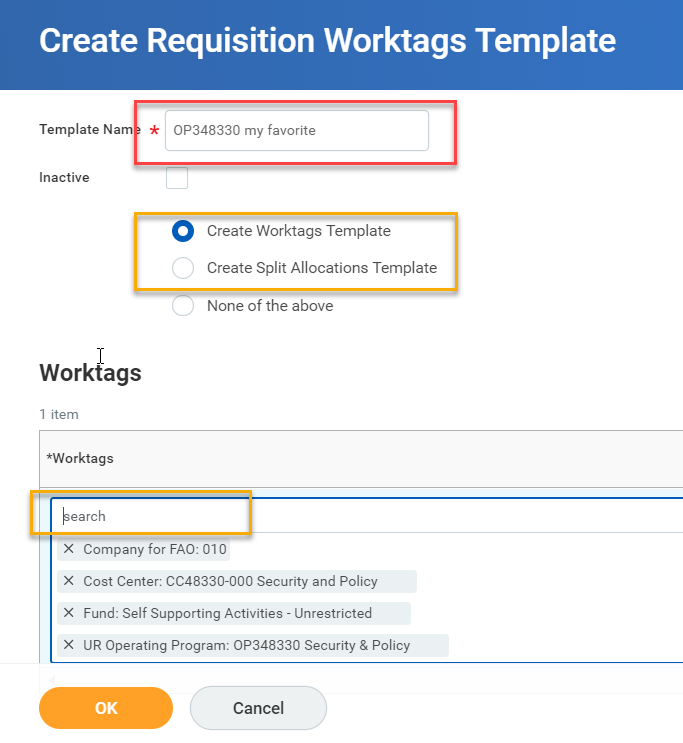 Create Requisition Worktags Template
Template Name * OP348330 my favorite
Inactive
Create Worktags Template
Create Split Allocations Template
None of the above
Worktags
1 item
*Worktags
search
× Company for FAO: 010
× Cost Center: CC48330-000 Security and Policy
× Fund: Self Supporting Activities - Unrestricted
× UR Operating Program: OP348330 Security & Policy
OK Cancel